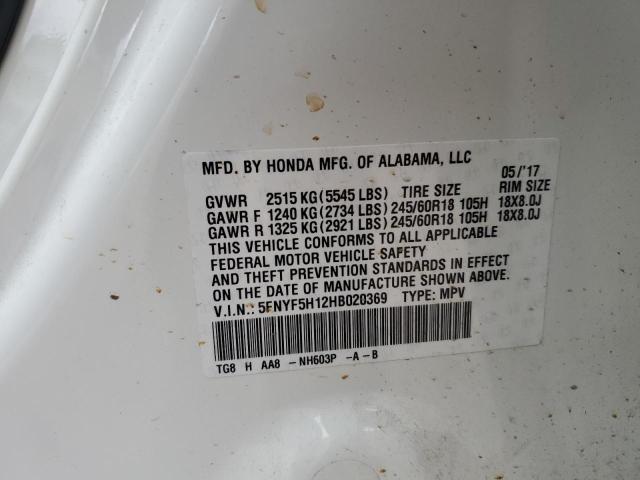 MFD. BY HONDA MFG. OF ALABAMA, LLC 05/'17
GVWR 2515 KG(5545 LBS) TIRE SIZE RIM SIZE
GAWR F 1240 KG(2734 LBS)245/60R18 105H 18X8.0J
GAWR R 1325 KG(2921 LBS)245/60R18 105H 18X8.0J
THIS VEHICLE CONFORMS TO ALL APPLICABLE
FEDERAL MOTOR VEHICLE SAFETY
AND THEFT PREVENTION STANDARDS IN EFFECT
ON THE DATE OF MANUFACTURE SHOWN ABOVE.
V.I.N.: 5FNYF5H12HB020369 TYPE: MPV
TG8 H AA8 -NH603P -A-B